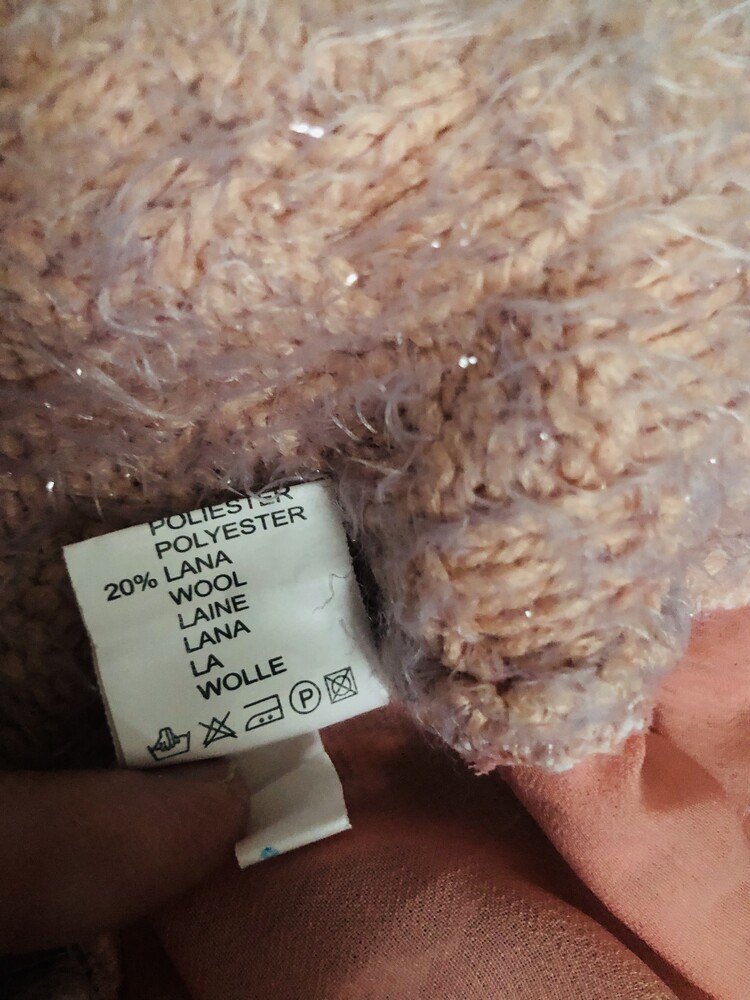 POLIESTER
POLYESTER
20% LANA
WOOL
LAINE
LANA
LA
WOLLE
P